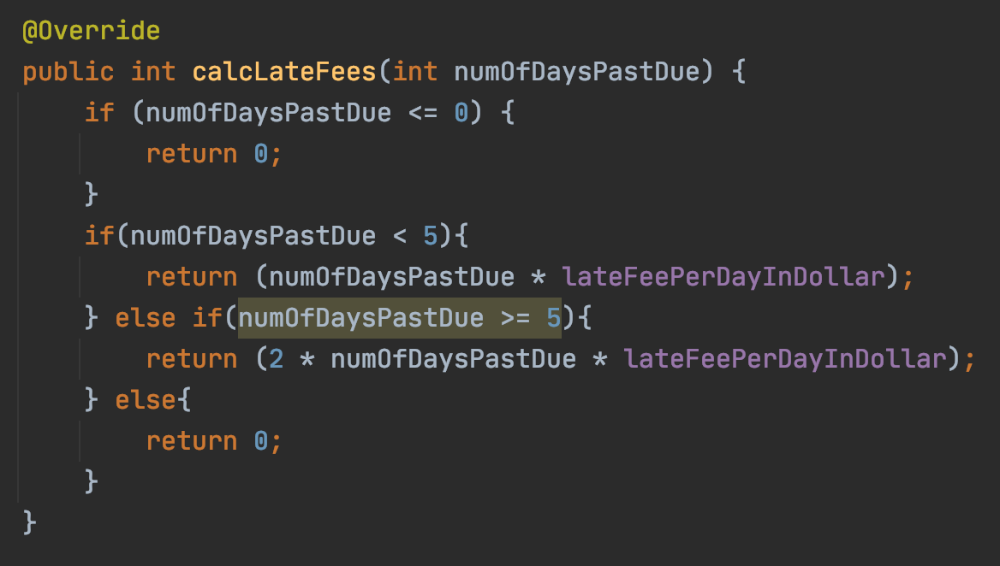 @Override
public int calcLateFees(int numOfDaysPastDue) {
    if (numOfDaysPastDue <= 0) {
        return 0;
    }
    if(numOfDaysPastDue < 5){
        return (numOfDaysPastDue * lateFeePerDayInDollar);
    } else if(numOfDaysPastDue >= 5){
        return (2 * numOfDaysPastDue * lateFeePerDayInDollar);
    } else{
        return 0;
    }
}